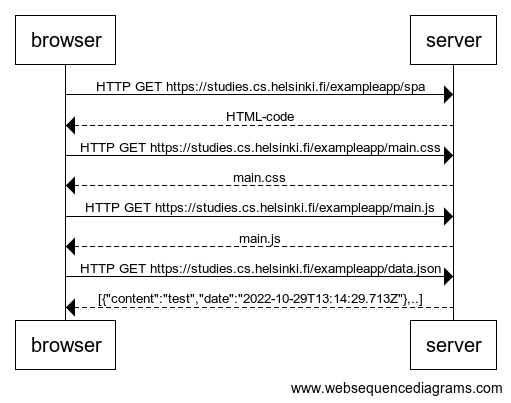 browser server
HTTP GET https://studies.cs.helsinki.fi/exampleapp/spa
HTML-code
HTTP GET https://studies.cs.helsinki.fi/exampleapp/main.css
main.css
HTTP GET https://studies.cs.helsinki.fi/exampleapp/main.js
main.js
HTTP GET https://studies.cs.helsinki.fi/exampleapp/data.json
[{"content":"test","date":"2022-10-29T13:14:29.713Z"},..]
browser server
www.websequencediagrams.com